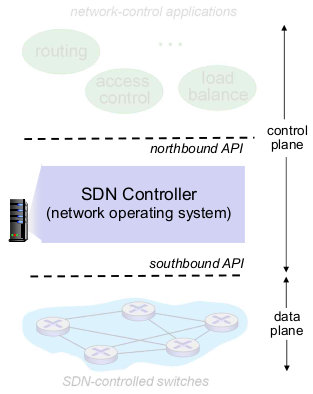 network-control applications
routing
...
access
control
load
balance
control
plane
northbound API
SDN Controller
(network operating system)
southbound API
data
plane
SDN-controlled switches